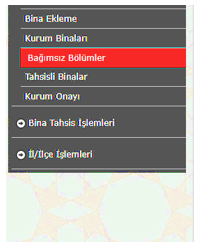 Bina Ekleme
Kurum Binaları
Bağımsız Bölümler
Tahsisli Binalar
Kurum Onayı
Bina Tahsis İşlemleri
İl/İlçe İşlemleri